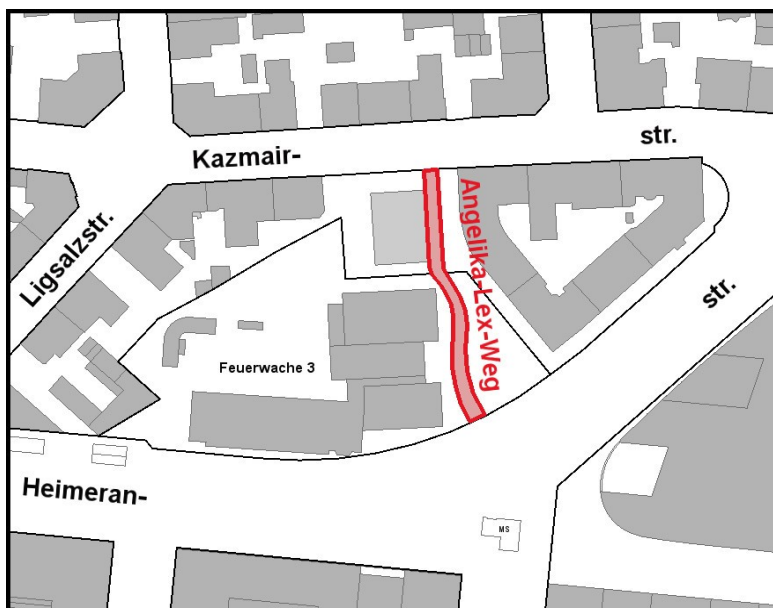 Kazmair-
str.
Angelika-Lex-Weg
Ligsalzstr.
str.
Feuerwache 3
Heimeran-
MS